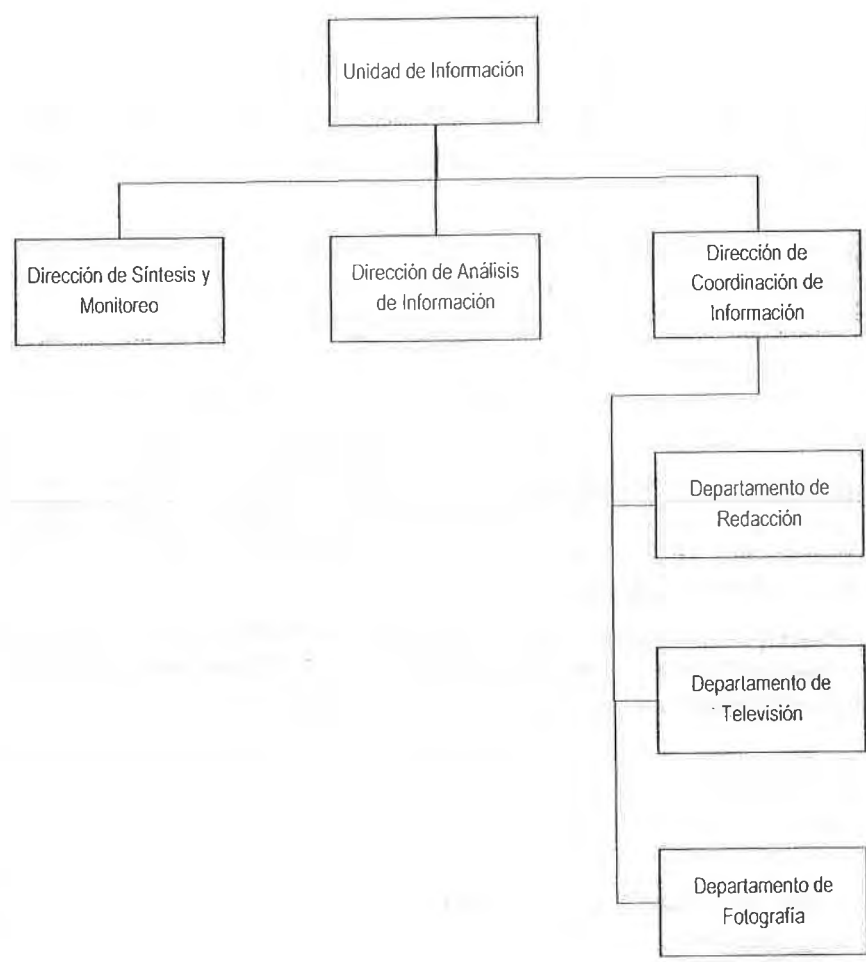 Unidad de Información
Dirección de Síntesis y
Monitoreo
Dirección de Análisis
de Información
Dirección de
Coordinación de
Información
Departamento de
Redacción
Departamento de
Televisión
Departamento de
Fotografía